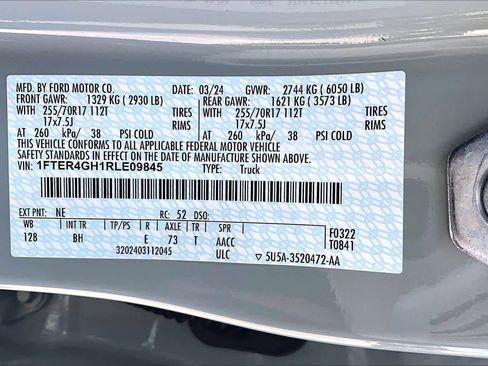 MFD. BY FORD MOTOR CO. 03/24 GVWR: 2744 KG ( 6050 LB)
FRONT GAWR: 1329 KG ( 2930 LB) REAR GAWR: 1621 KG ( 3573 LB)
WITH 255/70R17 112T TIRES WITH 255/70R17 112T TIRES
17x7.5J RIMS 17x7.5J RIMS
AT 260 kPa/ 38 PSI COLD AT 260 kPa/ 38 PSI COLD
THIS VEHICLE CONFORMS TO ALL APPLICABLE FEDERAL MOTOR VEHICLE
SAFETY STANDARDS IN EFFECT ON THE DATE OF MANUFACTURE SHOWN ABOVE.
VIN: 1FTER4GH1RLE09845 TYPE: Truck
EXT PNT: NE RC: 52 DSO:
WB INT TR TP/PS R AXLE TR SPR
128 BH E 73 T AACC
3202403112045 ULC
F0322
T0841
5U5A-3520472-AA